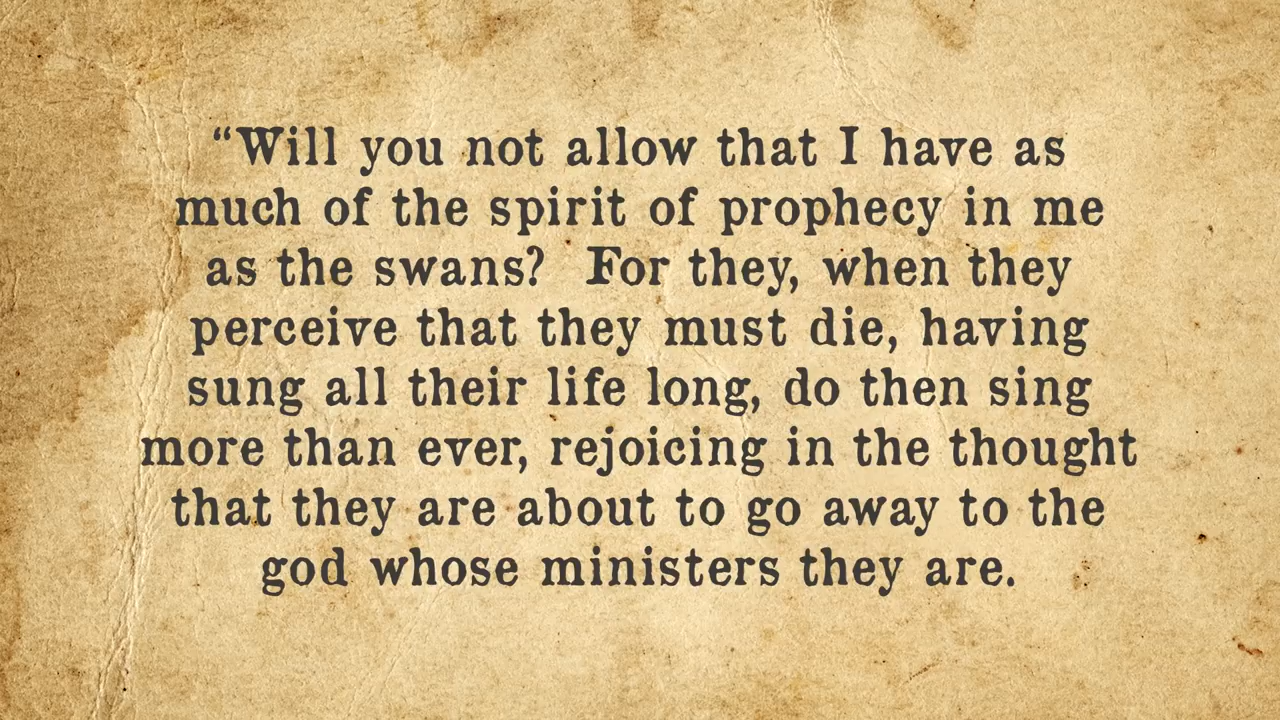 “Will you not allow that I have as
much of the spirit of prophecy in me
as the swans?  For they, when they
perceive that they must die, having
sung all their life long, do then sing
more than ever, rejoicing in the thought
that they are about to go away to the
god whose ministers they are.